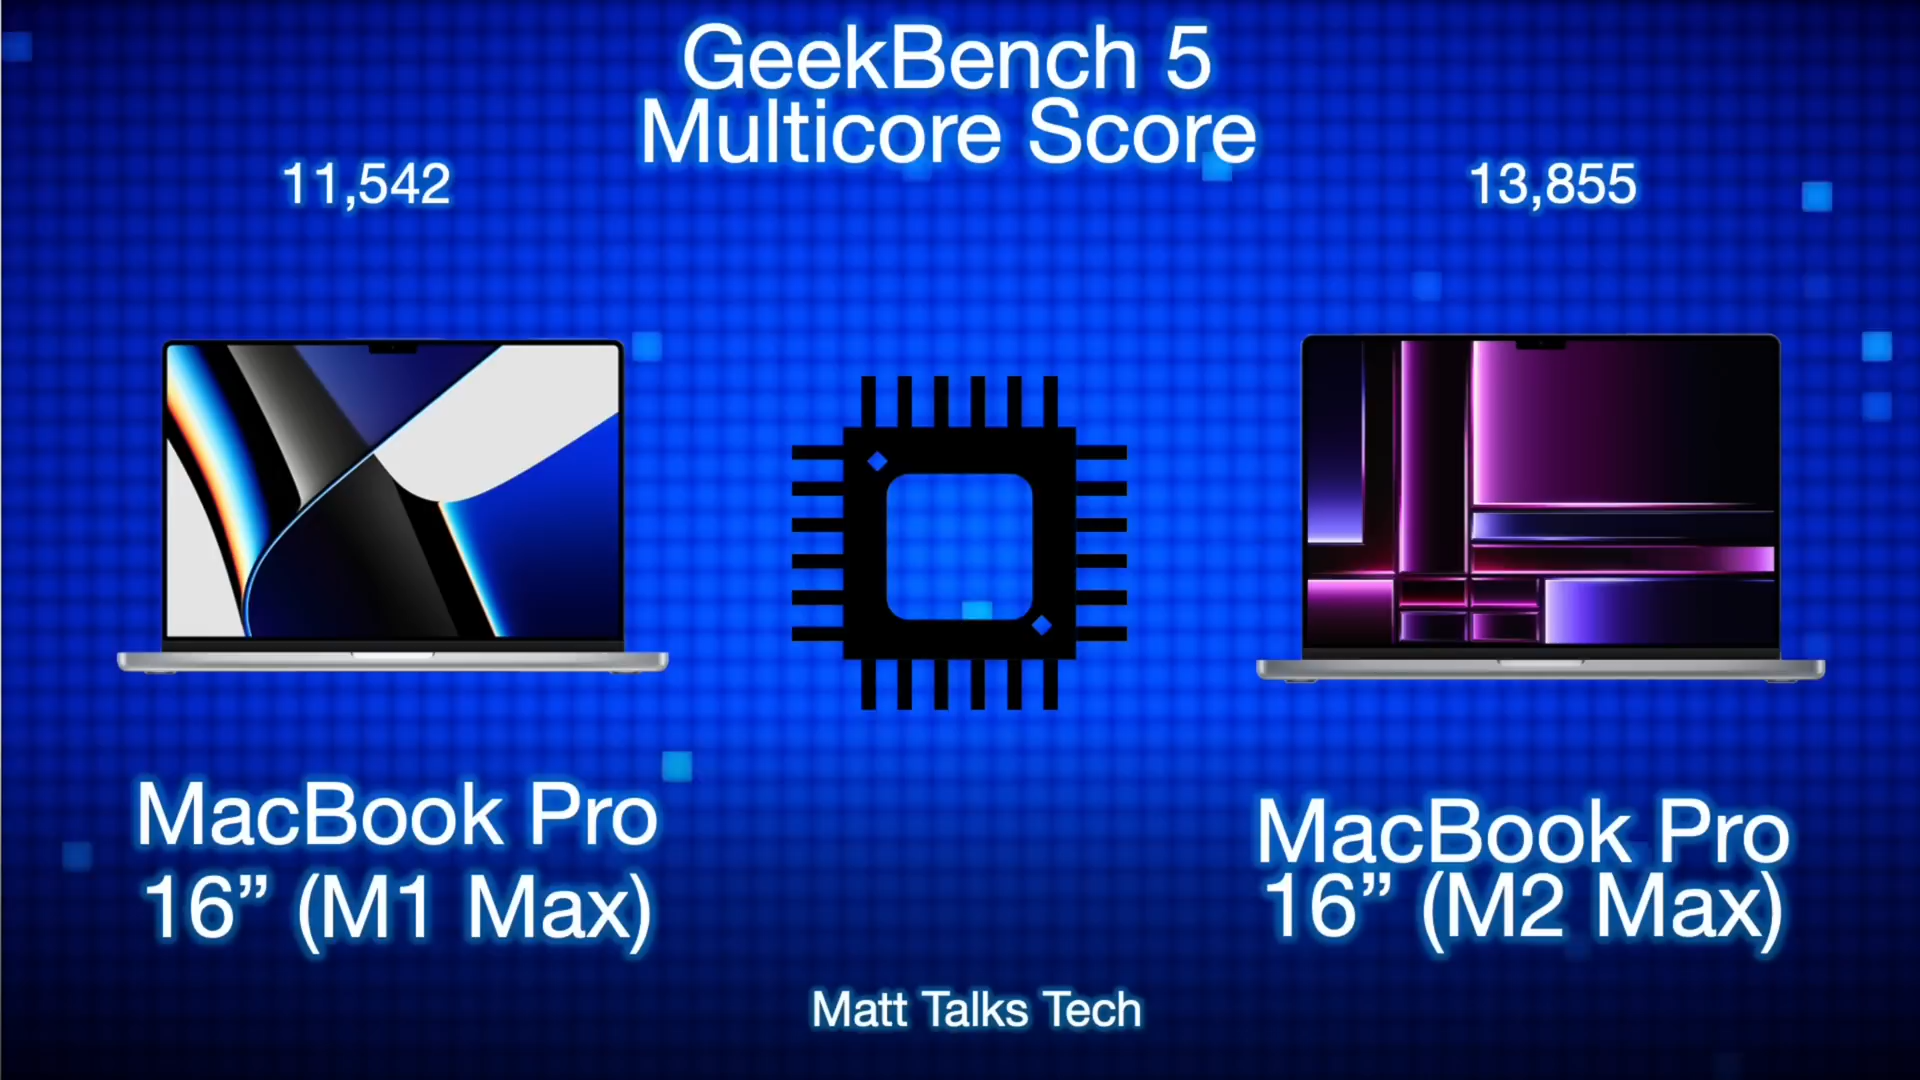 GeekBench 5
Multicore Score
11,542
13,855
MacBook Pro
16” (M1 Max)
MacBook Pro
16” (M2 Max)
Matt Talks Tech